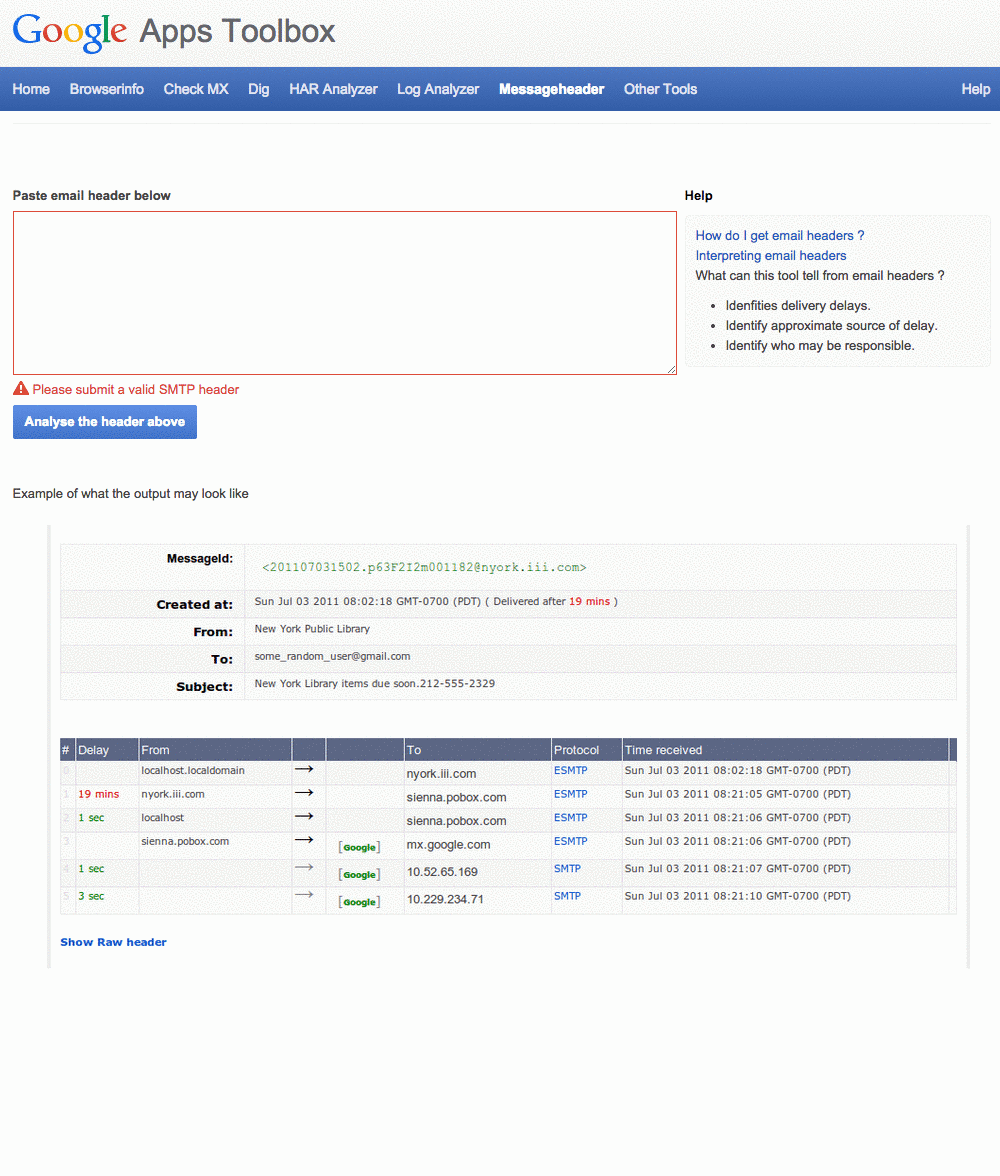 Google Apps Toolbox
Home Browserinfo Check MX Dig HAR Analyzer Log Analyzer Messageheader Other Tools Help
Paste email header below
Help
How do I get email headers ?
Interpreting email headers
What can this tool tell from email headers ?
• Idenfities delivery delays.
• Identify approximate source of delay.
• Identify who may be responsible.
Please submit a valid SMTP header
Analyse the header above
Example of what the output may look like
MessageId: <201107031502.p63F2I2m001182@nyork.iii.com>
Created at: Sun Jul 03 2011 08:02:18 GMT-0700 (PDT) ( Delivered after 19 mins )
From: New York Public Library
To: some_random_user@gmail.com
Subject: New York Library items due soon.212-555-2329
# Delay From To Protocol Time received
0 localhost.localdomain → nyork.iii.com ESMTP Sun Jul 03 2011 08:02:18 GMT-0700 (PDT)
1 19 mins nyork.iii.com → sienna.pobox.com ESMTP Sun Jul 03 2011 08:21:05 GMT-0700 (PDT)
2 1 sec localhost → sienna.pobox.com ESMTP Sun Jul 03 2011 08:21:06 GMT-0700 (PDT)
3 sienna.pobox.com → [Google] mx.google.com ESMTP Sun Jul 03 2011 08:21:06 GMT-0700 (PDT)
4 1 sec → [Google] 10.52.65.169 SMTP Sun Jul 03 2011 08:21:07 GMT-0700 (PDT)
5 3 sec → [Google] 10.229.234.71 SMTP Sun Jul 03 2011 08:21:10 GMT-0700 (PDT)
Show Raw header